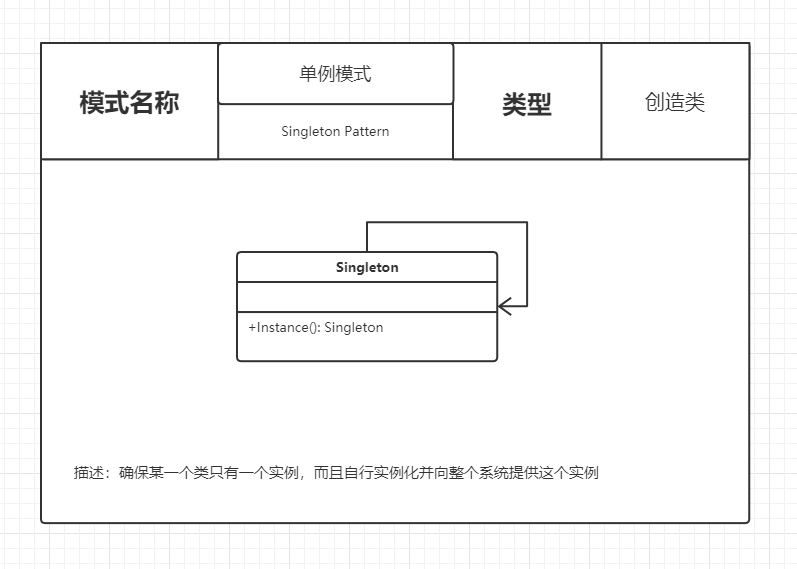 模式名称
单例模式
Singleton Pattern
类型
创造类
Singleton
+Instance(): Singleton
描述：确保某一个类只有一个实例，而且自行实例化并向整个系统提供这个实例